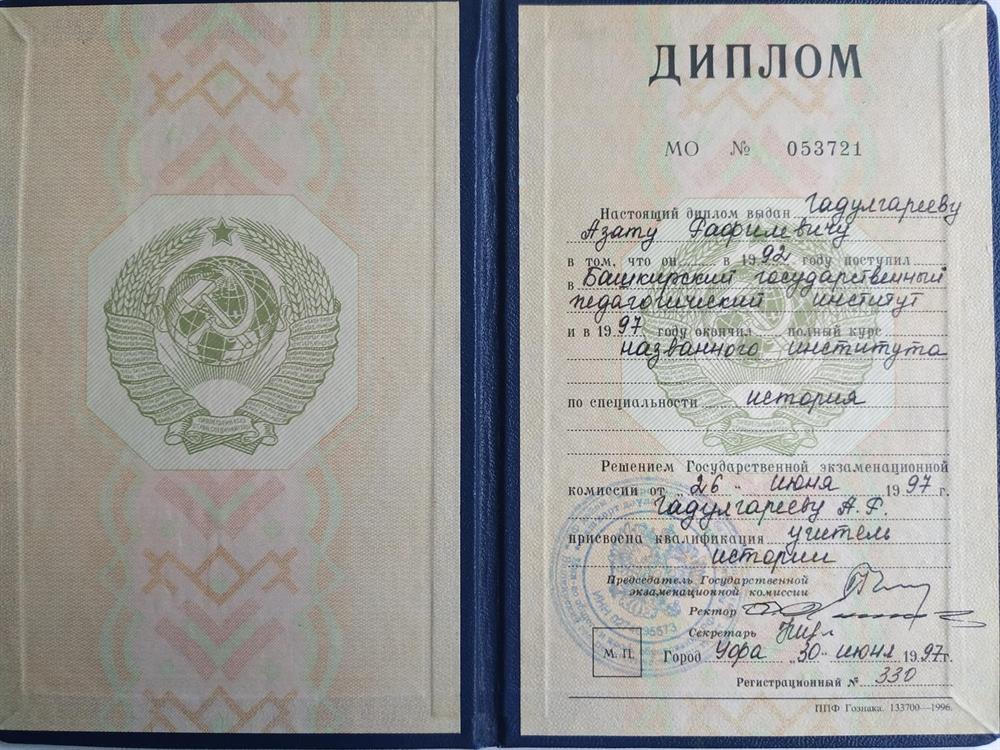 ДИПЛОМ
МО № 053721
Настоящий диплом выдан Гадулгарееву
Азату Рафилевичу
в том, что он в 1992 году поступил
в Башкирский государственный
педагогический институт
и в 1997 году окончил полный курс
названного института
по специальности история
Решением Государственной экзаменационной
комиссии от „26" июня 1997 г.
Гадулгарееву А. Р.
присвоена квалификация учитель
истории
Председатель Государственной
экзаменационной комиссии
Ректор
Секретарь
М. П. Город Уфа „30" июня 1997 г.
Регистрационный № 330
ППФ Гознака. 133700—1996.